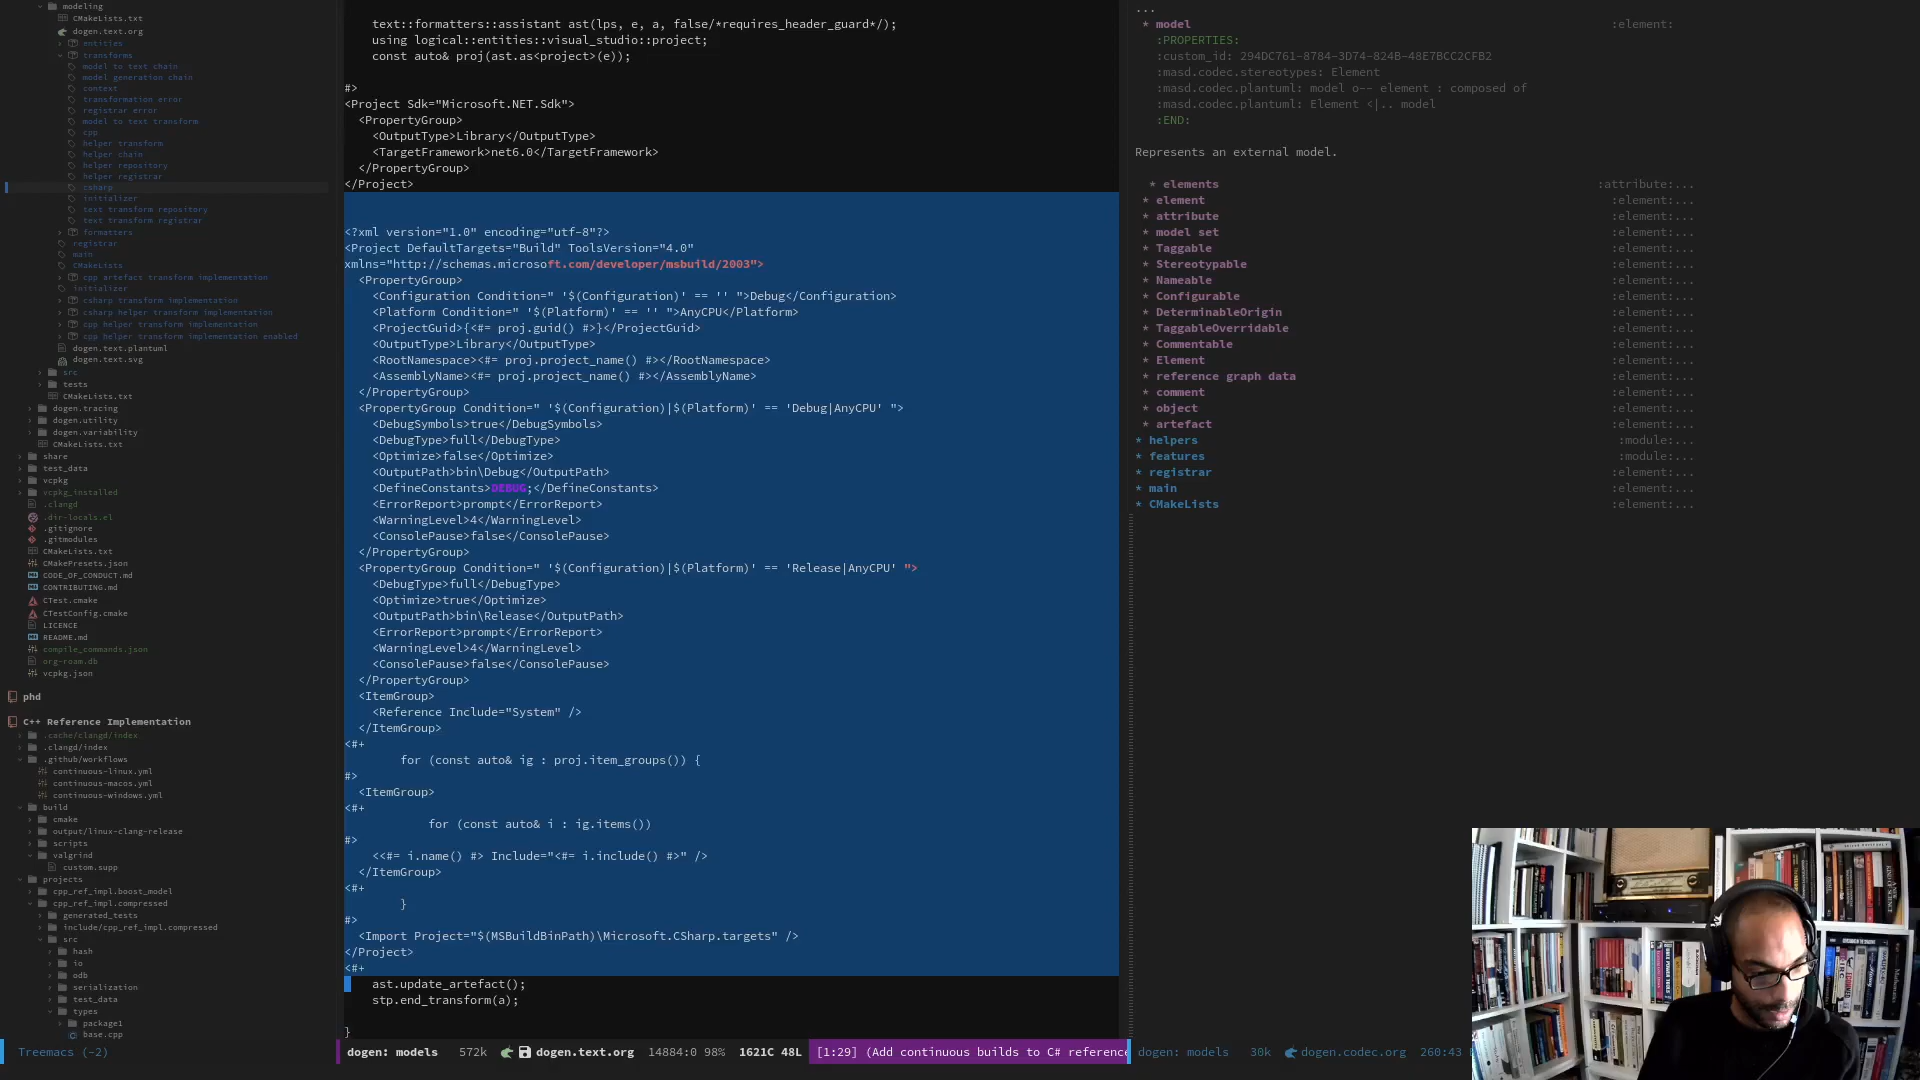 modeling
CMakeLists.txt
dogen.text.org
entities
transforms
model to text chain
model generation chain
context
transformation error
registrar error
model to text transform
cpp
helper transform
helper chain
helper repository
helper registrar
csharp
initializer
text transform repository
text transform registrar
formatters
registrar
main
CMakeLists
cpp artefact transform implementation
initializer
csharp transform implementation
csharp helper transform implementation
cpp helper transform implementation
cpp helper transform implementation enabled
dogen.text.plantuml
dogen.text.svg
src
tests
CMakeLists.txt
dogen.tracing
dogen.utility
dogen.variability
CMakeLists.txt
share
test_data
vcpkg
vcpkg_installed
.clangd
.dir-locals.el
.gitignore
.gitmodules
CMakeLists.txt
CMakePresets.json
CODE_OF_CONDUCT.md
CONTRIBUTING.md
CTest.cmake
CTestConfig.cmake
LICENCE
README.md
compile_commands.json
org-roam.db
vcpkg.json
phd
C++ Reference Implementation
.cache/clangd/index
.clangd/index
.github/workflows
continuous-linux.yml
continuous-macos.yml
continuous-windows.yml
build
cmake
output/linux-clang-release
scripts
valgrind
custom.supp
projects
cpp_ref_impl.boost_model
cpp_ref_impl.compressed
generated_tests
include/cpp_ref_impl.compressed
src
hash
io
odb
serialization
test_data
types
package1
base.cpp
Treemacs (-2)
text::formatters::assistant ast(lps, e, a, false/*requires_header_guard*/);
using logical::entities::visual_studio::project;
const auto& proj(ast.as<project>(e));
#>
<Project Sdk="Microsoft.NET.Sdk">
<PropertyGroup>
<OutputType>Library</OutputType>
<TargetFramework>net6.0</TargetFramework>
</PropertyGroup>
</Project>
<?xml version="1.0" encoding="utf-8"?>
<Project DefaultTargets="Build" ToolsVersion="4.0"
xmlns="http://schemas.microsoft.com/developer/msbuild/2003">
<PropertyGroup>
<Configuration Condition=" '$(Configuration)' == '' ">Debug</Configuration>
<Platform Condition=" '$(Platform)' == '' ">AnyCPU</Platform>
<ProjectGuid>{<#= proj.guid() #>}</ProjectGuid>
<OutputType>Library</OutputType>
<RootNamespace><#= proj.project_name() #></RootNamespace>
<AssemblyName><#= proj.project_name() #></AssemblyName>
</PropertyGroup>
<PropertyGroup Condition=" '$(Configuration)|$(Platform)' == 'Debug|AnyCPU' ">
<DebugSymbols>true</DebugSymbols>
<DebugType>full</DebugType>
<Optimize>false</Optimize>
<OutputPath>bin\Debug</OutputPath>
<DefineConstants>DEBUG;</DefineConstants>
<ErrorReport>prompt</ErrorReport>
<WarningLevel>4</WarningLevel>
<ConsolePause>false</ConsolePause>
</PropertyGroup>
<PropertyGroup Condition=" '$(Configuration)|$(Platform)' == 'Release|AnyCPU' ">
<DebugType>full</DebugType>
<Optimize>true</Optimize>
<OutputPath>bin\Release</OutputPath>
<ErrorReport>prompt</ErrorReport>
<WarningLevel>4</WarningLevel>
<ConsolePause>false</ConsolePause>
</PropertyGroup>
<ItemGroup>
<Reference Include="System" />
</ItemGroup>
<#+
for (const auto& ig : proj.item_groups()) {
#>
<ItemGroup>
<#+
for (const auto& i : ig.items())
#>
<<#= i.name() #> Include="<#= i.include() #>" />
</ItemGroup>
<#+
}
#>
<Import Project="$(MSBuildBinPath)\Microsoft.CSharp.targets" />
</Project>
<#+
ast.update_artefact();
stp.end_transform(a);
}
dogen: models 572k dogen.text.org 14884:0 98% 1621C 48L [1:29] (Add continuous builds to C# reference
...
* model :element:
:PROPERTIES:
:custom_id: 294DC761-8784-3D74-824B-48E7BCC2CFB2
:masd.codec.stereotypes: Element
:masd.codec.plantuml: model o-- element : composed of
:masd.codec.plantuml: Element <|.. model
:END:
Represents an external model.
* elements :attribute:...
* element :element:...
* attribute :element:...
* model set :element:...
* Taggable :element:...
* Stereotypable :element:...
* Nameable :element:...
* Configurable :element:...
* DeterminableOrigin :element:...
* TaggableOverridable :element:...
* Commentable :element:...
* Element :element:...
* reference graph data :element:...
* comment :element:...
* object :element:...
* artefact :element:...
* helpers :module:...
* features :module:...
* registrar :element:...
* main :element:...
* CMakeLists :element:...
dogen: models 30k dogen.codec.org 260:43